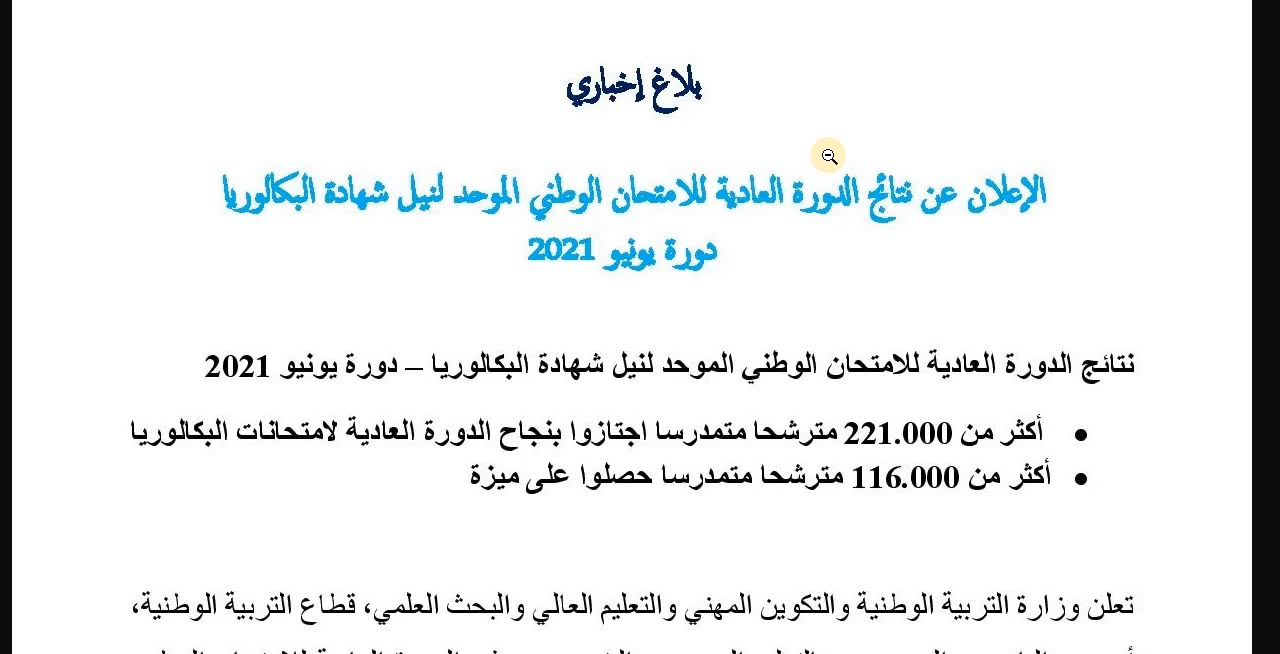 بلاغ إخباري
الإعلان عن نتائج الدورة العادية للامتحان الوطني الموحد لنيل شهادة البكالوريا
دورة يونيو 2021
نتائج الدورة العادية للامتحان الوطني الموحد لنيل شهادة البكالوريا – دورة يونيو 2021
• أكثر من 221.000 مترشحا متمدرسا اجتازوا بنجاح الدورة العادية لامتحانات البكالوريا
• أكثر من 116.000 مترشحا متمدرسا حصلوا على ميزة
تعلن وزارة التربية الوطنية والتكوين المهني والتعليم العالي والبحث العلمي، قطاع التربية الوطنية،